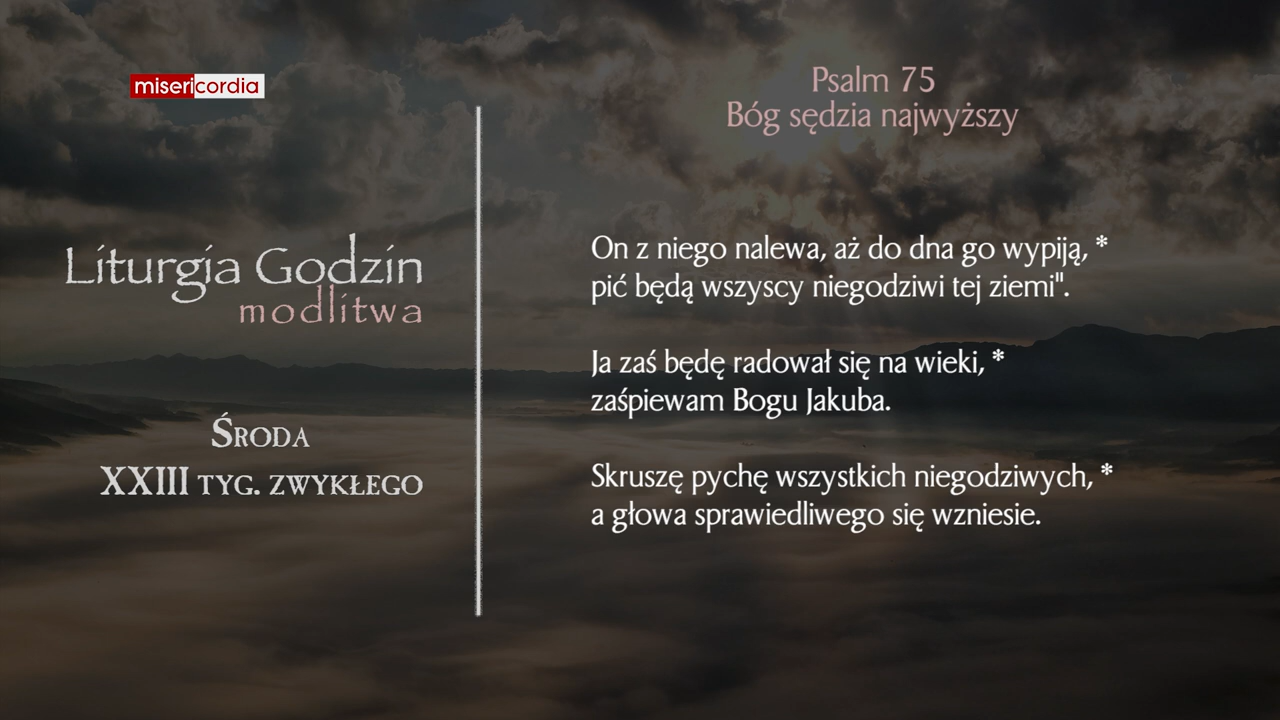 misericordia
Liturgia Godzin
modlitwa
Środa
XXIII tyg. zwykłego
Psalm 75
Bóg sędzia najwyższy
On z niego nalewa, aż do dna go wypiją, *
pić będą wszyscy niegodziwi tej ziemi".
Ja zaś będę radował się na wieki, *
zaśpiewam Bogu Jakuba.
Skruszę pychę wszystkich niegodziwych, *
a głowa sprawiedliwego się wzniesie.